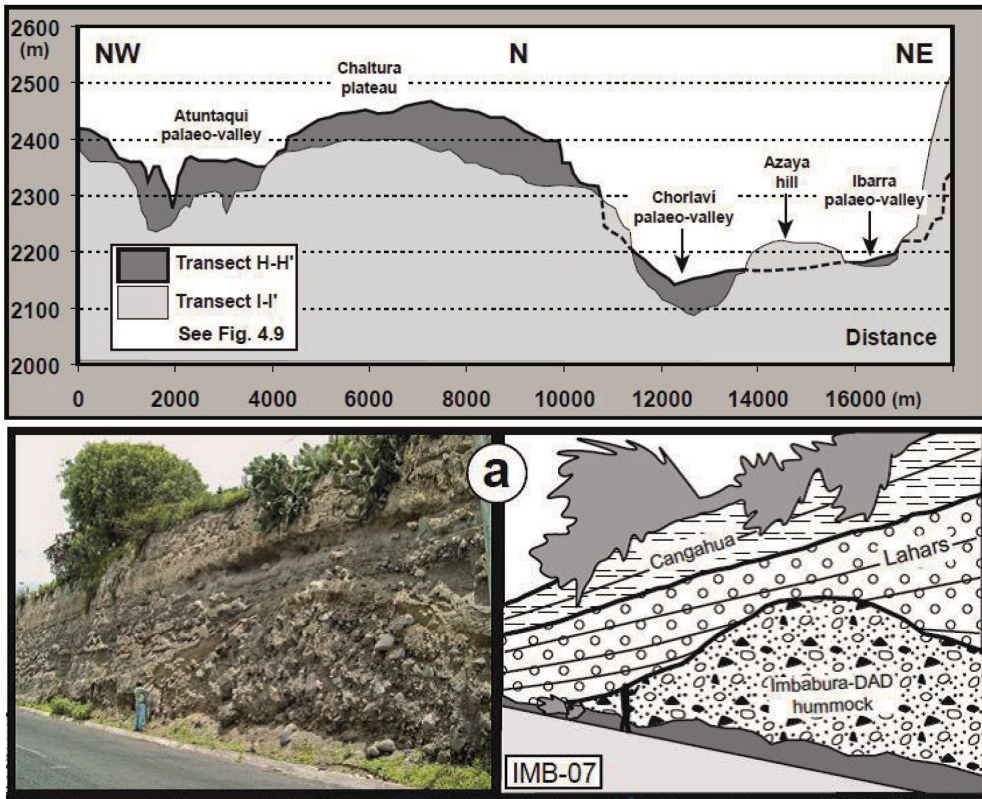 2600
(m)
2500
2400
2300
2200
2100
2000
NW
N
NE
Chaltura
plateau
Atuntaqui
palaeo-valley
Azaya
hill
Ibarra
palaeo-valley
Chorlaví
palaeo-valley
Transect H-H'
Transect I-I'
See Fig. 4.9
Distance
0 2000 4000 6000 8000 10000 12000 14000 16000 (m)
a
Cangahua
Lahars
Imbabura-DAD
hummock
IMB-07